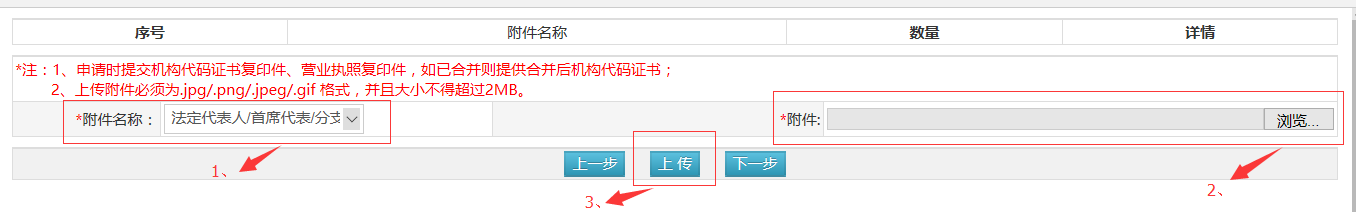 序号 附件名称 数量 详情
*注：1、申请时提交机构代码证书复印件、营业执照复印件，如已合并则提供合并后机构代码证书；
2、上传附件必须为.jpg/.png/.jpeg/.gif 格式，并且大小不得超过2MB。
*附件名称： 法定代表人/首席代表/分支 *附件: 浏览...
上一步 上 传 下一步
1、 3、 2、